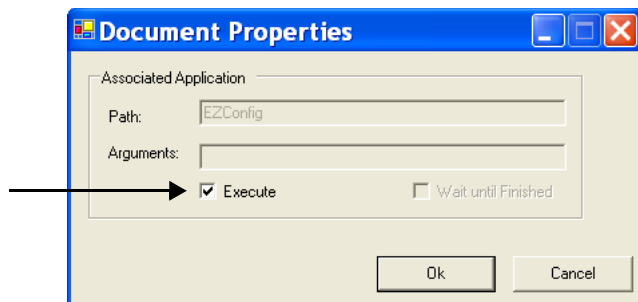 Document Properties
Associated Application
Path: EZConfig
Arguments:
Execute Wait until Finished
Ok Cancel